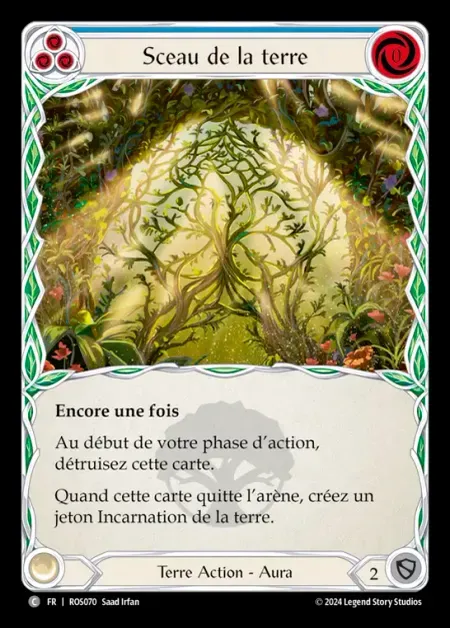 Sceau de la terre
0
Encore une fois
Au début de votre phase d'action,
détruisez cette carte.
Quand cette carte quitte l'arène, créez un
jeton Incarnation de la terre.
Terre Action - Aura
2
C FR | ROS070 Saad Irfan
© 2024 Legend Story Studios